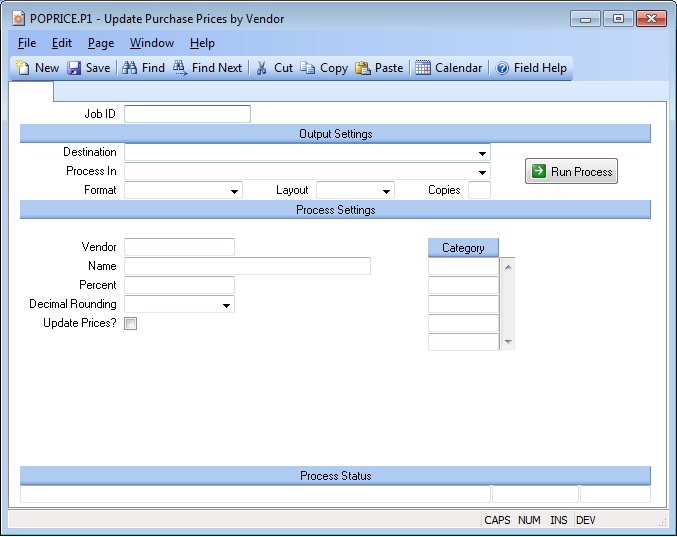 POPRICE.P1 - Update Purchase Prices by Vendor
File Edit Page Window Help
New Save Find Find Next Cut Copy Paste Calendar Field Help
Job ID
Output Settings
Destination
Process In
Run Process
Format Layout Copies
Process Settings
Vendor Category
Name
Percent
Decimal Rounding
Update Prices?
Process Status
CAPS NUM INS DEV